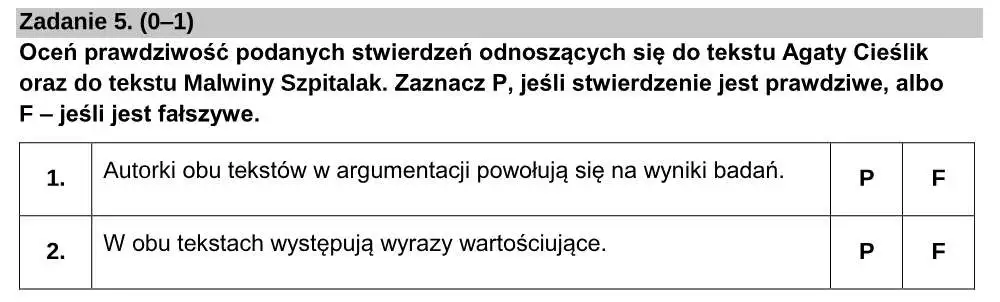 Zadanie 5. (0–1)
Oceń prawdziwość podanych stwierdzeń odnoszących się do tekstu Agaty Cieślik
oraz do tekstu Malwiny Szpitalak. Zaznacz P, jeśli stwierdzenie jest prawdziwe, albo
F – jeśli jest fałszywe.
1. Autorki obu tekstów w argumentacji powołują się na wyniki badań. P F
2. W obu tekstach występują wyrazy wartościujące. P F